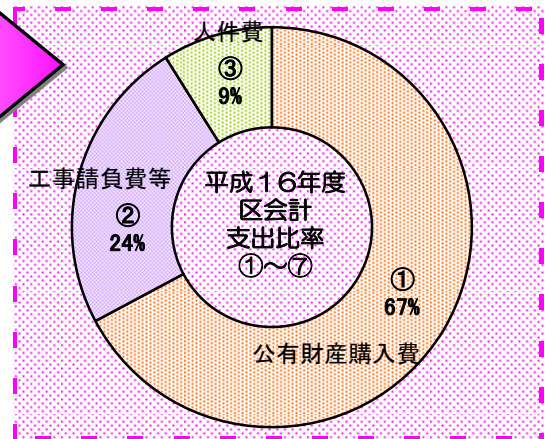 人件費
③
9%
工事請負費等
②
24%
平成１６年度
区会計
支出比率
①～⑦
①
67%
公有財産購入費